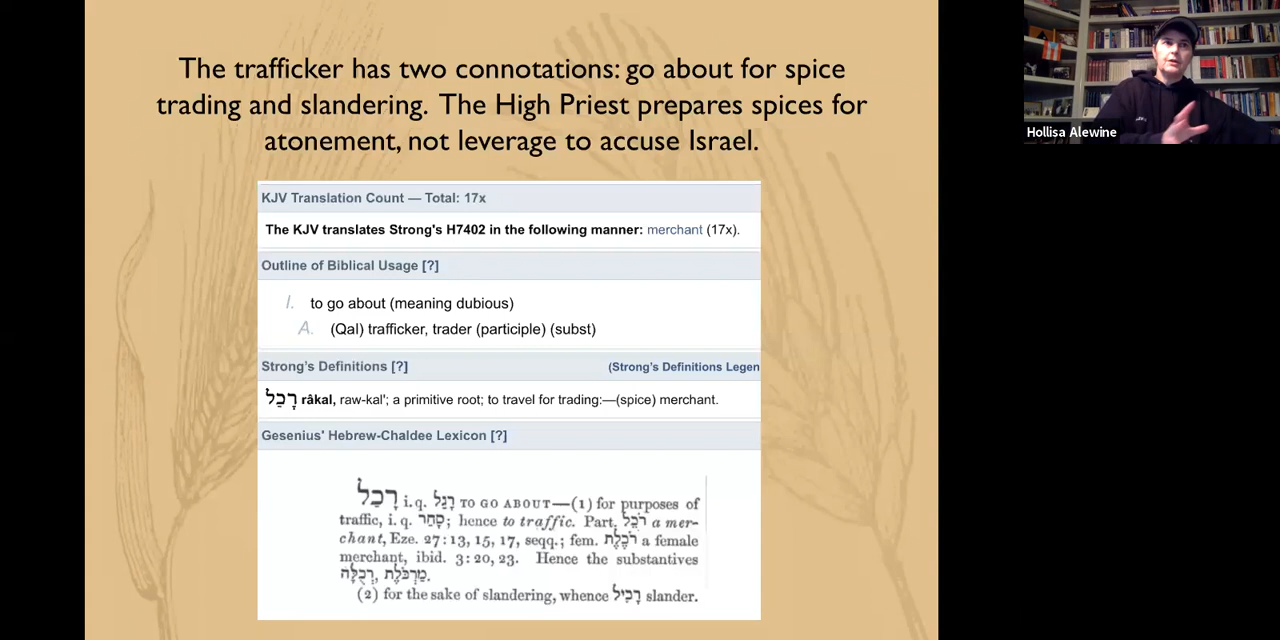 The trafficker has two connotations: go about for spice
trading and slandering. The High Priest prepares spices for
atonement, not leverage to accuse Israel.
Hollisa Alewine
KJV Translation Count — Total: 17x
The KJV translates Strong's H7402 in the following manner: merchant (17x).
Outline of Biblical Usage [?]
I. to go about (meaning dubious)
A. (Qal) trafficker, trader (participle) (subst)
Strong's Definitions [?] (Strong's Definitions Legen
רָכַל râkal, raw-kal'; a primitive root; to travel for trading:—(spice) merchant.
Gesenius' Hebrew-Chaldee Lexicon [?]
רָכַל i.q. רָגַל TO GO ABOUT—(1) for purposes of
traffic, i. q. סָחַר; hence to traffic. Part. רֹכֵל a mer-
chant, Eze. 27:13, 15, 17, seqq.; fem. רֹכֶלֶת a female
merchant, ibid. 3:20, 23. Hence the substantives
מַרְכֹּלֶת, רְכֻלָּה.
(2) for the sake of slandering, whence רָכִיל slander.